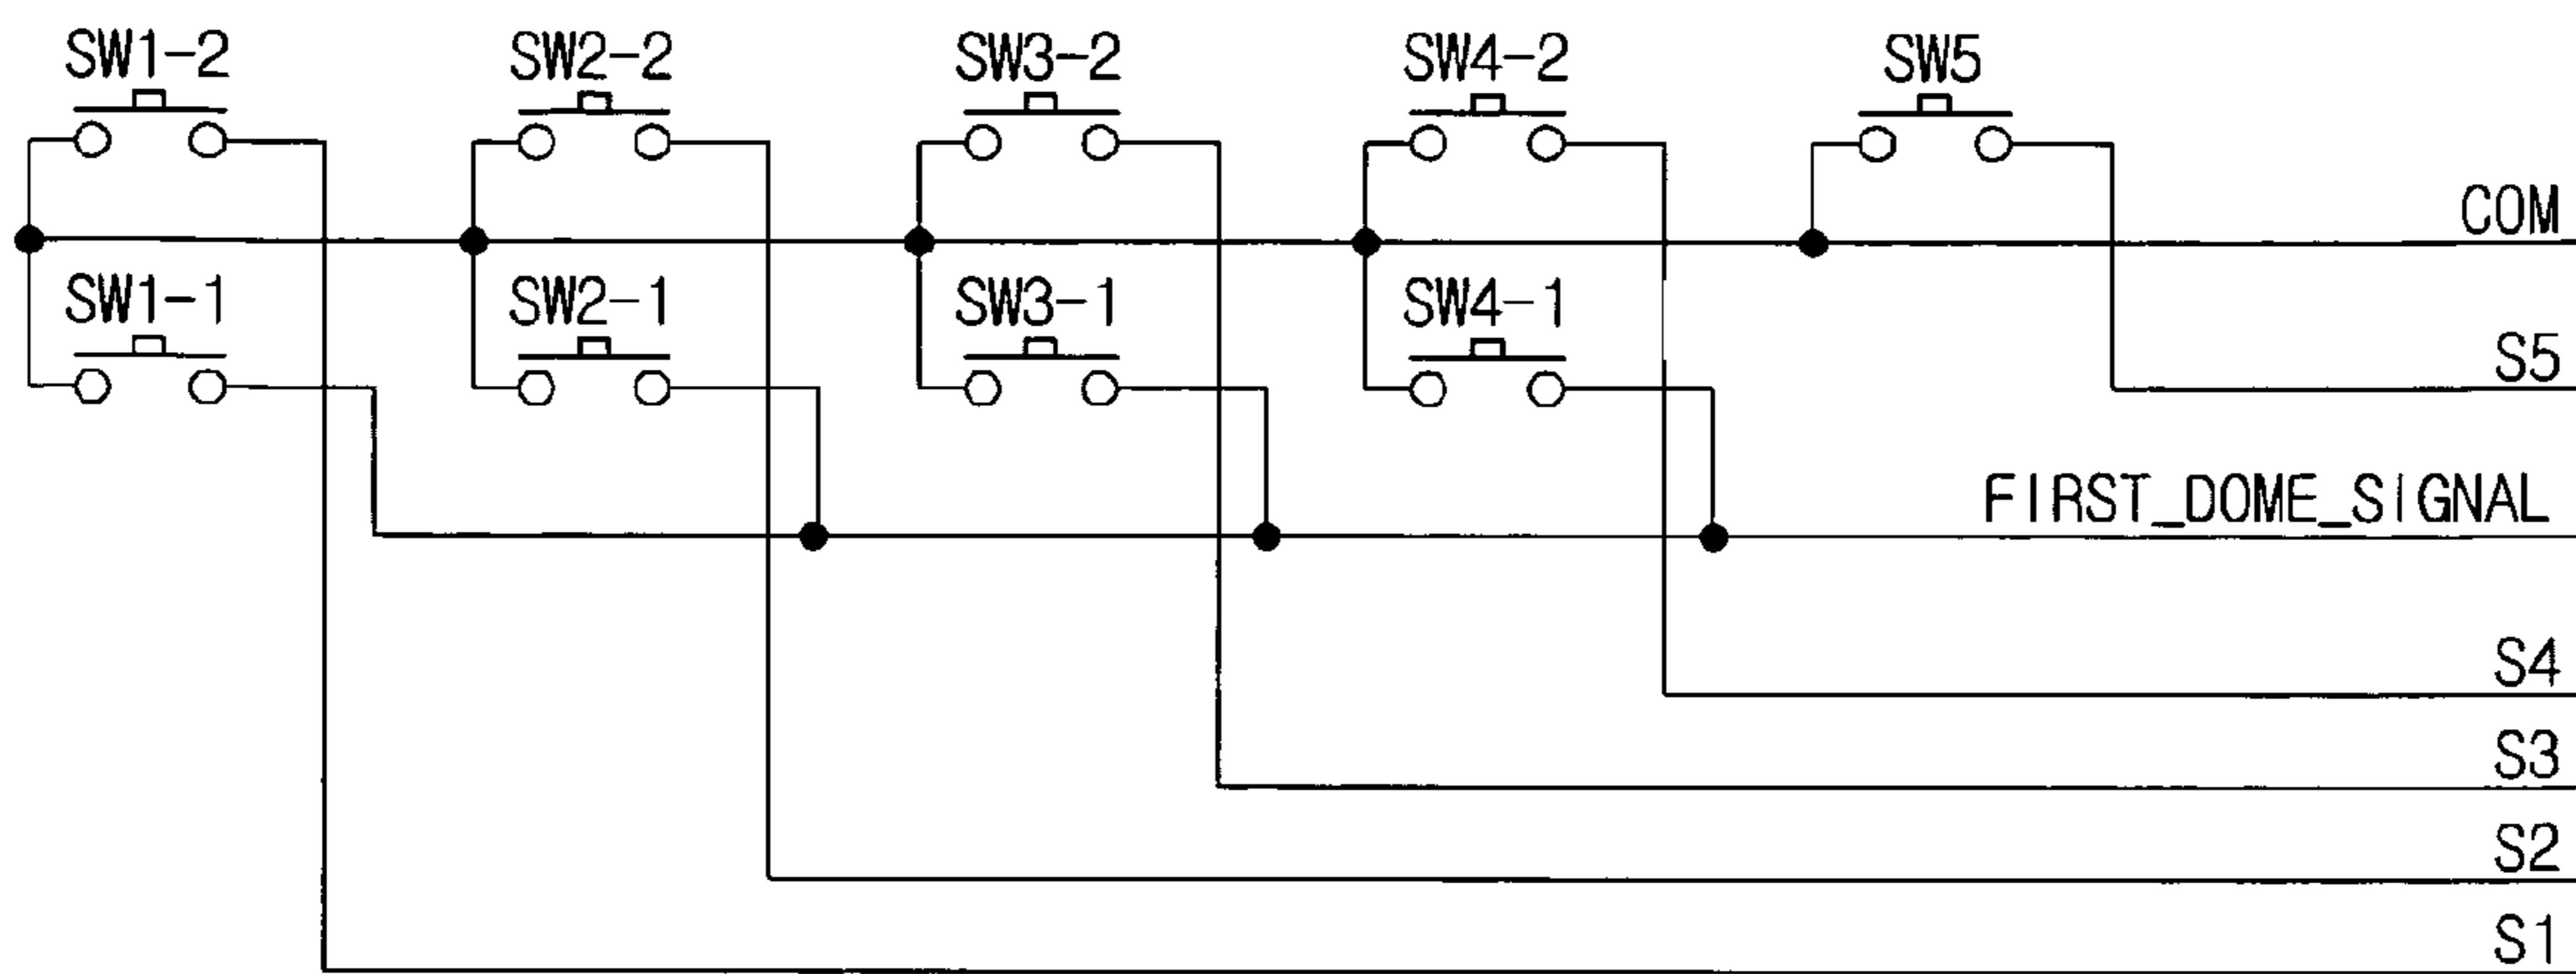 SW1-2
SW2-2
SW3-2
SW4-2
SW5
COM
SW1-1
SW2-1
SW3-1
SW4-1
S5
FIRST_DOME_SIGNAL
S4
S3
S2
S1